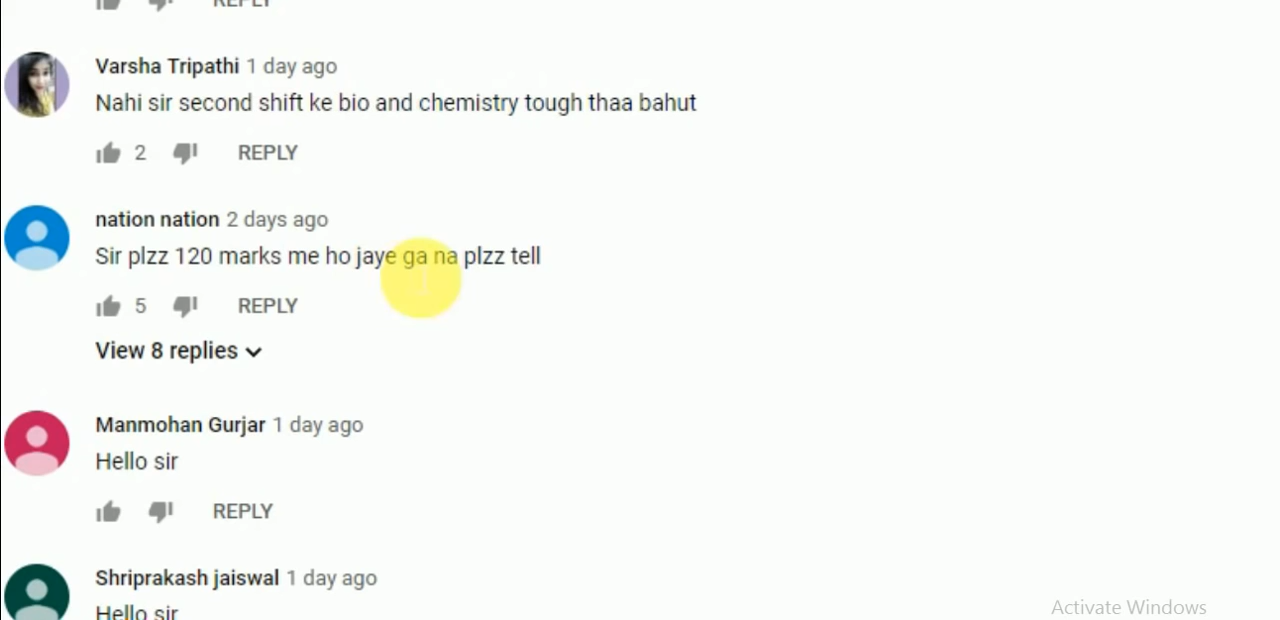 REPLY
Varsha Tripathi 1 day ago
Nahi sir second shift ke bio and chemistry tough thaa bahut
2 REPLY
nation nation 2 days ago
Sir plzz 120 marks me ho jaye ga na plzz tell
5 REPLY
View 8 replies
Manmohan Gurjar 1 day ago
Hello sir
REPLY
Shriprakash jaiswal 1 day ago
Hello sir
Activate Windows